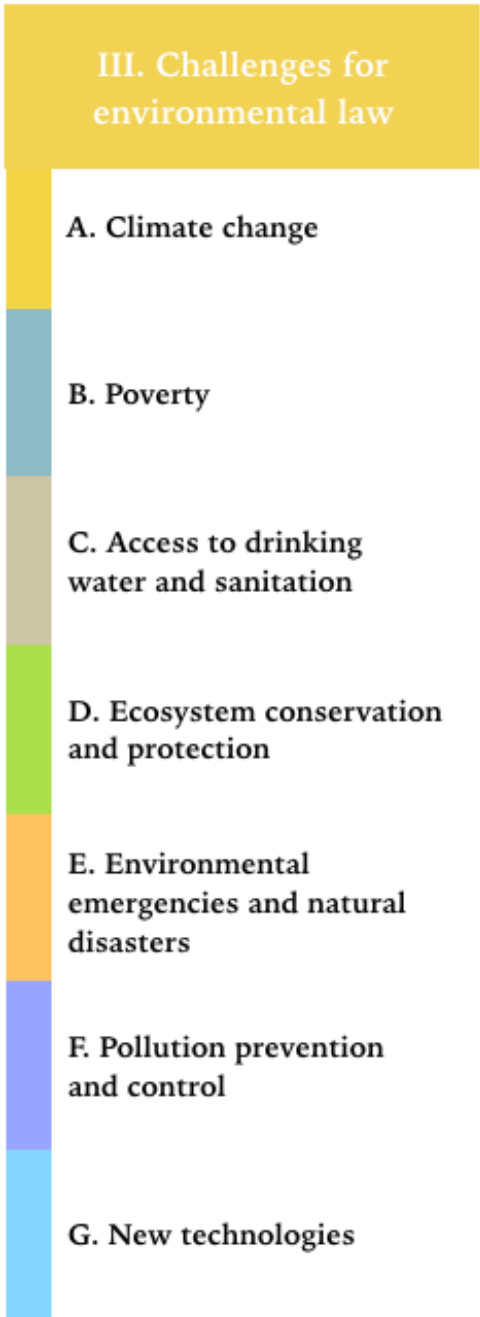 III. Challenges for
environmental law
A. Climate change
B. Poverty
C. Access to drinking
water and sanitation
D. Ecosystem conservation
and protection
E. Environmental
emergencies and natural
disasters
F. Pollution prevention
and control
G. New technologies